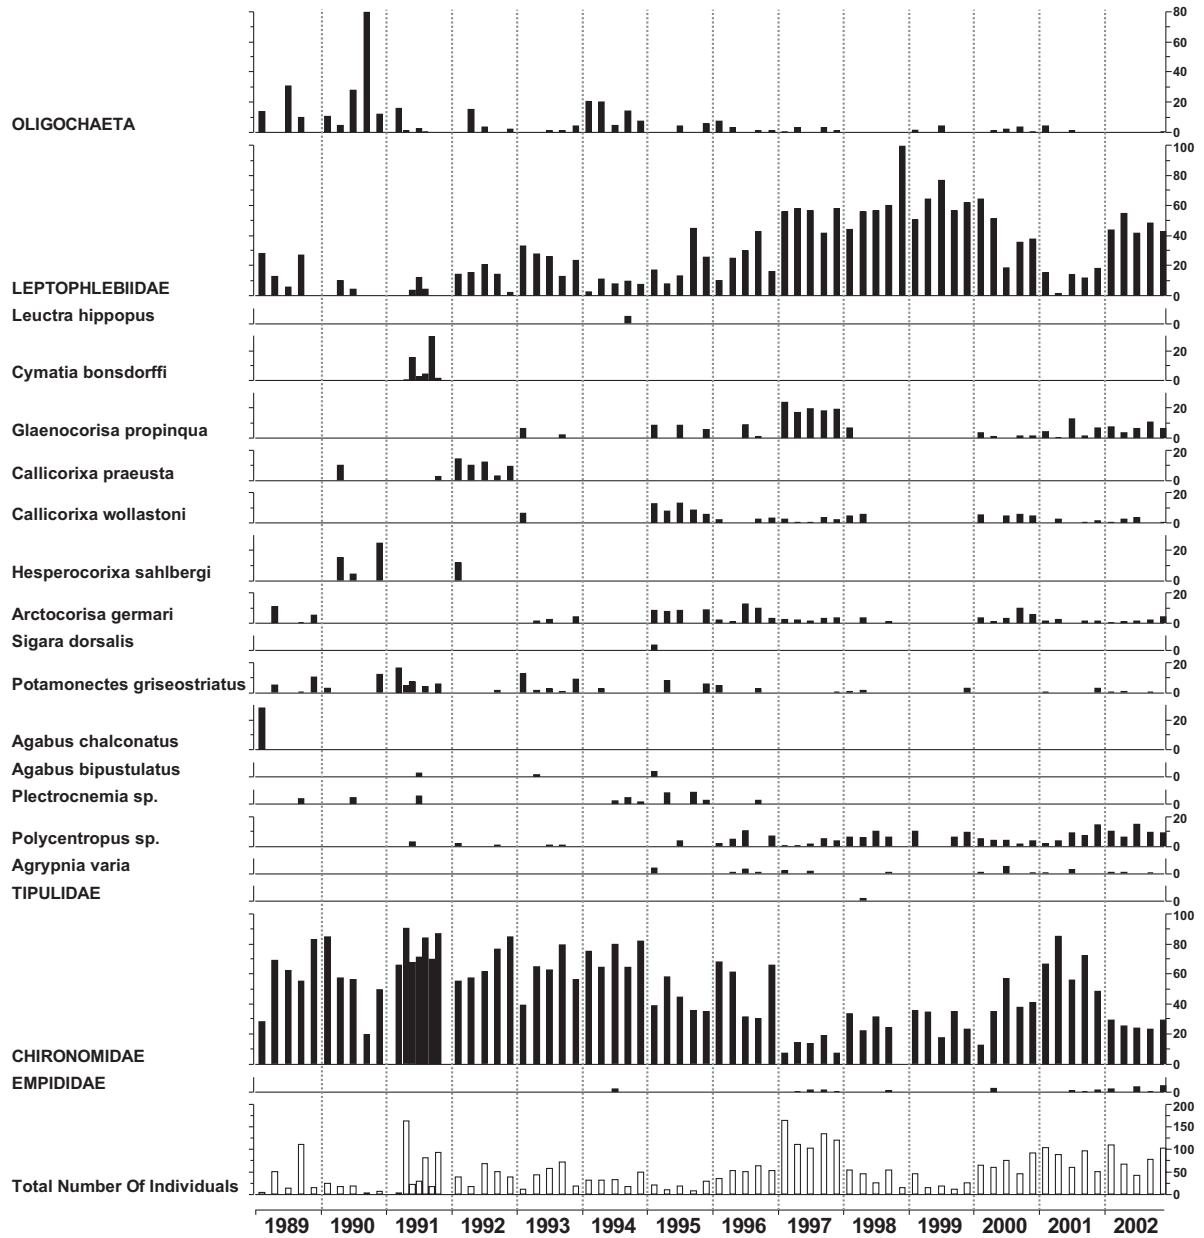 80
60
40
20
0
OLIGOCHAETA
100
80
60
40
20
0
LEPTOPHLEBIIDAE
Leuctra hippopus
0
20
0
Cymatia bonsdorffi
20
0
Glaenocorisa propinqua
20
0
Callicorixa praeusta
20
0
Callicorixa wollastoni
20
0
Hesperocorixa sahlbergi
20
0
Arctocorisa germari
Sigara dorsalis
0
20
0
Potamonectes griseostriatus
20
0
Agabus chalconatus
Agabus bipustulatus
0
Plectrocnemia sp.
0
20
0
Polycentropus sp.
Agrypnia varia
0
TIPULIDAE
0
100
80
60
40
20
0
CHIRONOMIDAE
EMPIDIDAE
0
200
150
100
50
0
Total Number Of Individuals
1989 1990 1991 1992 1993 1994 1995 1996 1997 1998 1999 2000 2001 2002